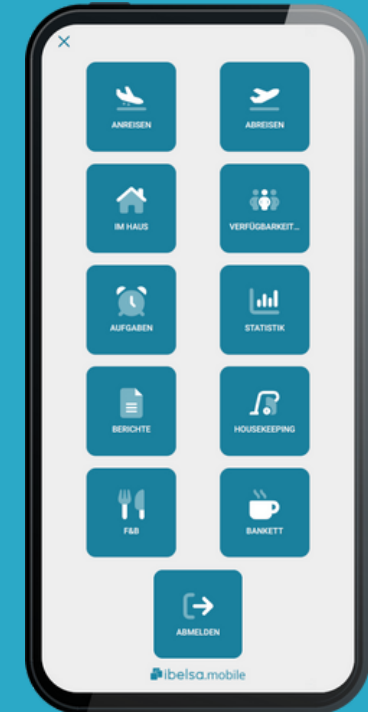 ANREISEN
ABREISEN
IM HAUS
VERFÜGBARKEIT...
AUFGABEN
STATISTIK
BERICHTE
HOUSEKEEPING
F&B
BANKETT
ABMELDEN
ibelsa.mobile